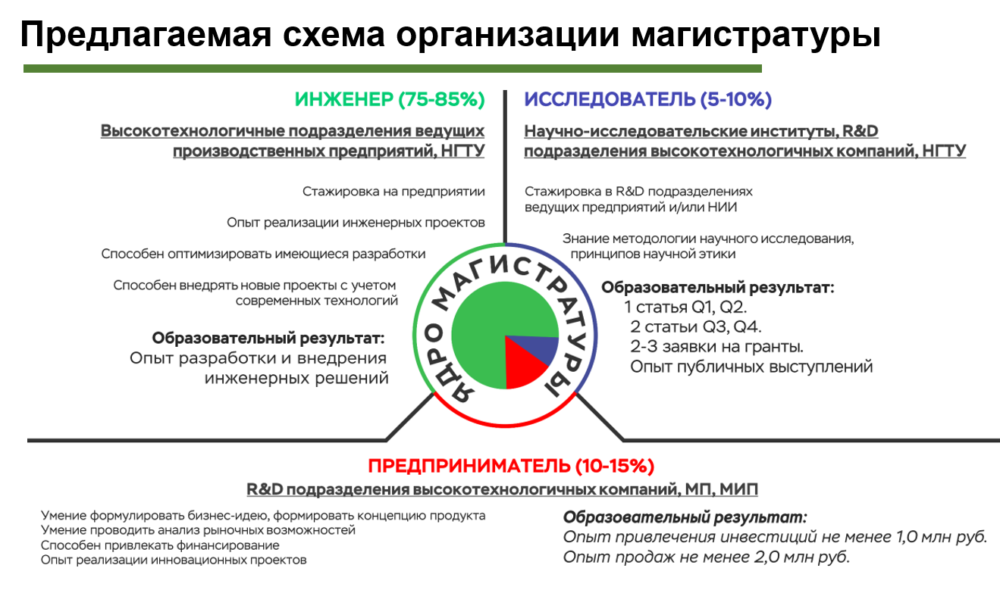 Предлагаемая схема организации магистратуры
ИНЖЕНЕР (75-85%)
Высокотехнологичные подразделения ведущих
производственных предприятий, НГТУ
Стажировка на предприятии
Опыт реализации инженерных проектов
Способен оптимизировать имеющиеся разработки
Способен внедрять новые проекты с учетом
современных технологий
Образовательный результат:
Опыт разработки и внедрения
инженерных решений
ИССЛЕДОВАТЕЛЬ (5-10%)
Научно-исследовательские институты, R&D
подразделения высокотехнологичных компаний, НГТУ
Стажировка в R&D подразделениях
ведущих предприятий и/или НИИ
Знание методологии научного исследования,
принципов научной этики
Образовательный результат:
1 статья Q1, Q2.
2 статьи Q3, Q4.
2-3 заявки на гранты.
Опыт публичных выступлений
ЯДРО МАГИСТРАТУРЫ
ПРЕДПРИНИМАТЕЛЬ (10-15%)
R&D подразделения высокотехнологичных компаний, МП, МИП
Умение формулировать бизнес-идею, формировать концепцию продукта
Умение проводить анализ рыночных возможностей
Способен привлекать финансирование
Опыт реализации инновационных проектов
Образовательный результат:
Опыт привлечения инвестиций не менее 1,0 млн руб.
Опыт продаж не менее 2,0 млн руб.